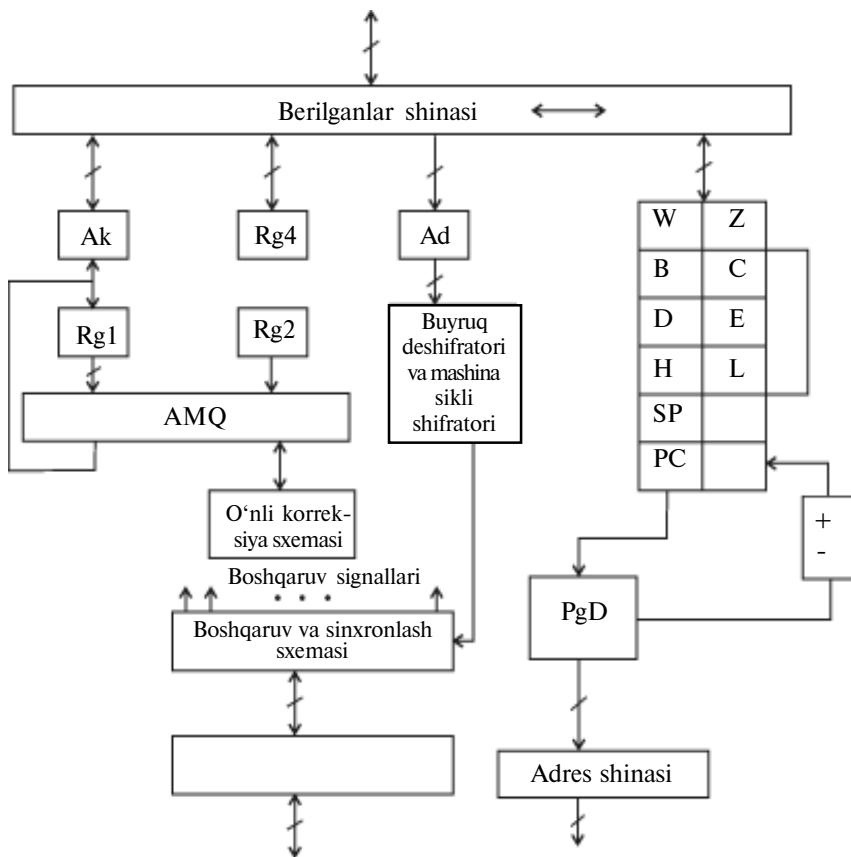 Berilganlar shinasi
Ak
Rg4
Ad
W Z
B C
D E
H L
SP
PC
Rg1
Rg2
Buyruq
deshifratori
va mashina
sikli
shifratori
AMQ
O‘nli korrek-
siya sxemasi
+
-
Boshqaruv signallari
. . .
PgD
Boshqaruv va sinxronlash
sxemasi
Adres shinasi